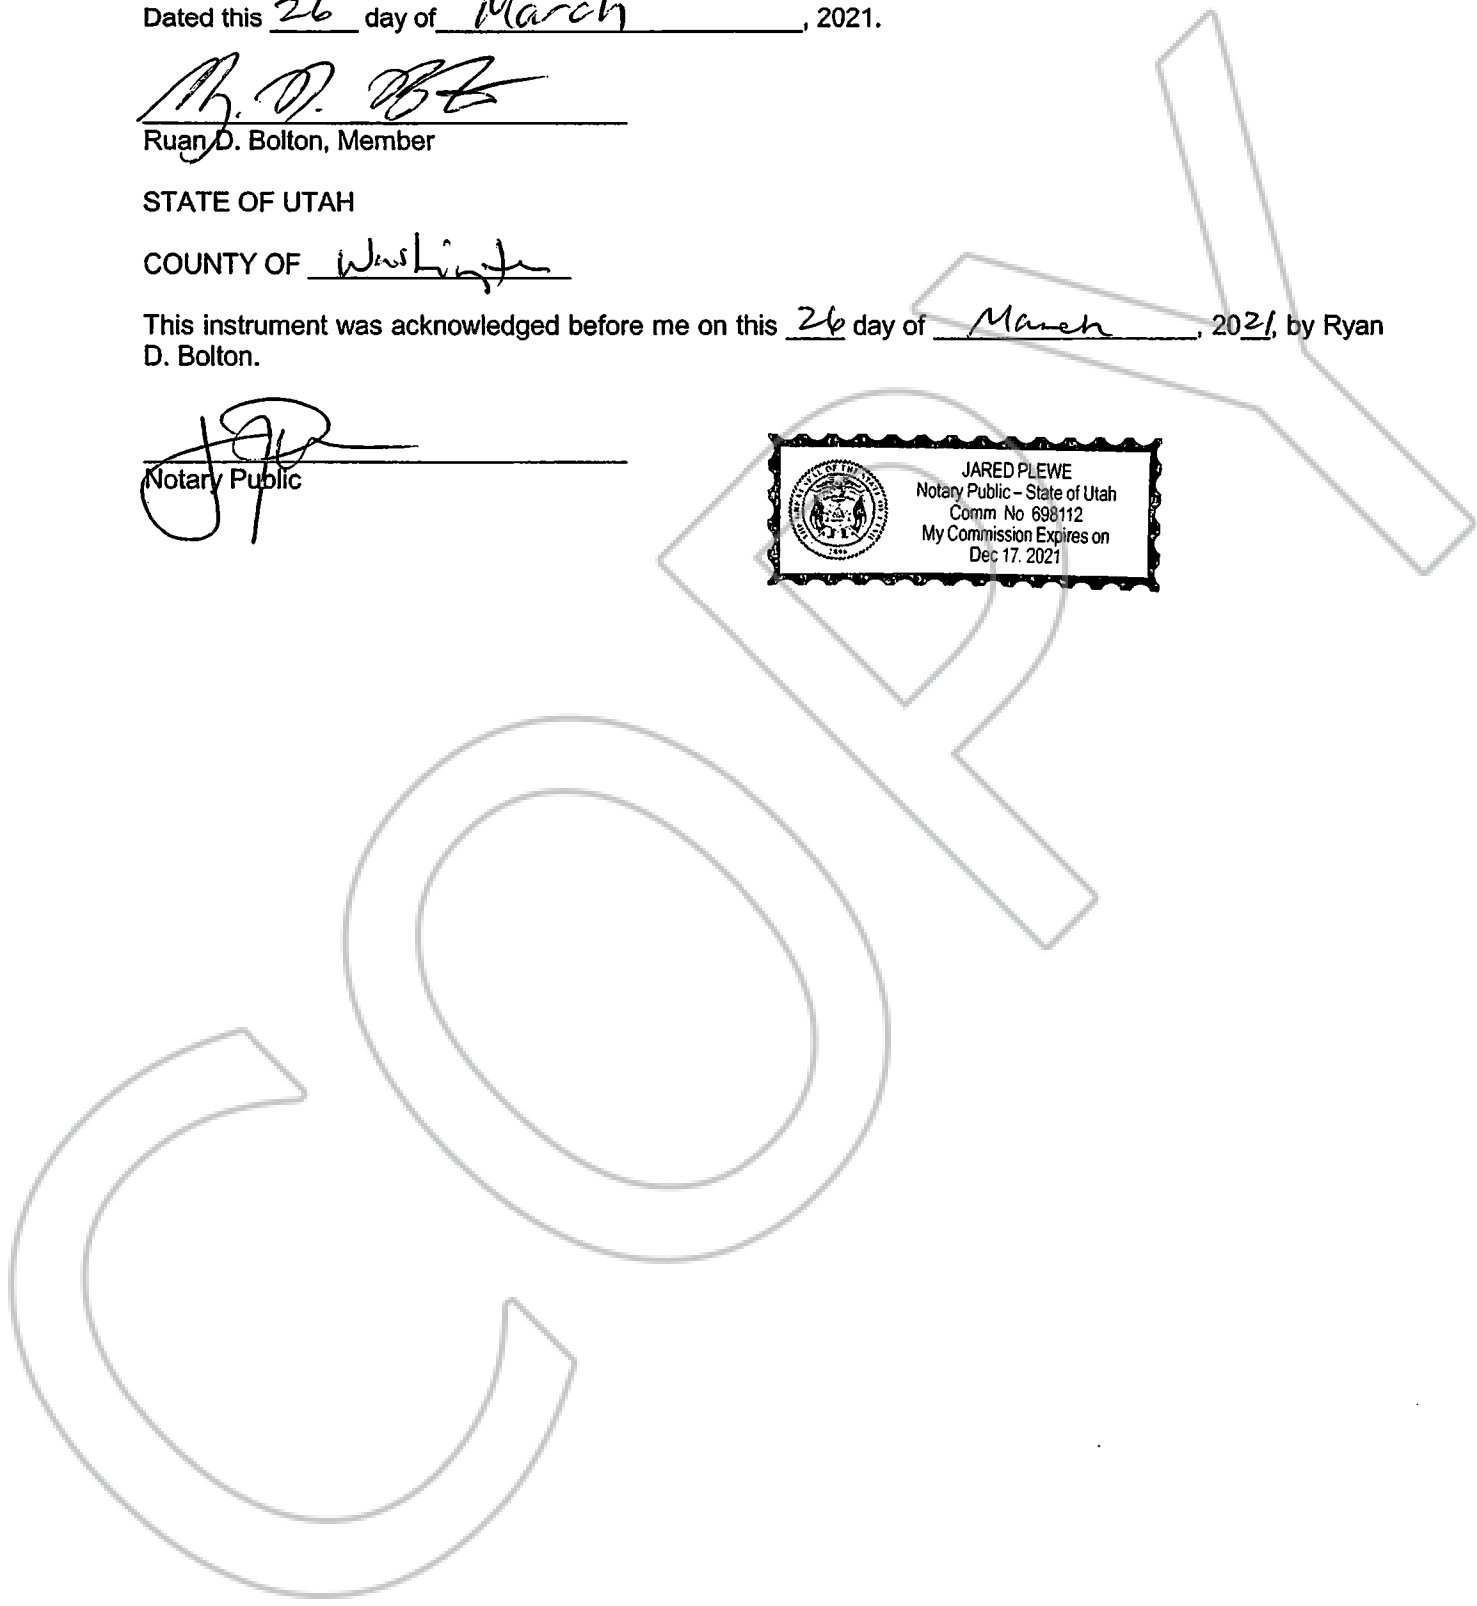 Dated this 26 day of March, 2021.
Ruan D. Bolton, Member
STATE OF UTAH
COUNTY OF Washington
This instrument was acknowledged before me on this 26 day of March, 2021, by Ryan
D. Bolton.
Notary Public
JARED PLEWE
Notary Public – State of Utah
Comm No 698112
My Commission Expires on
Dec 17. 2021
COPY